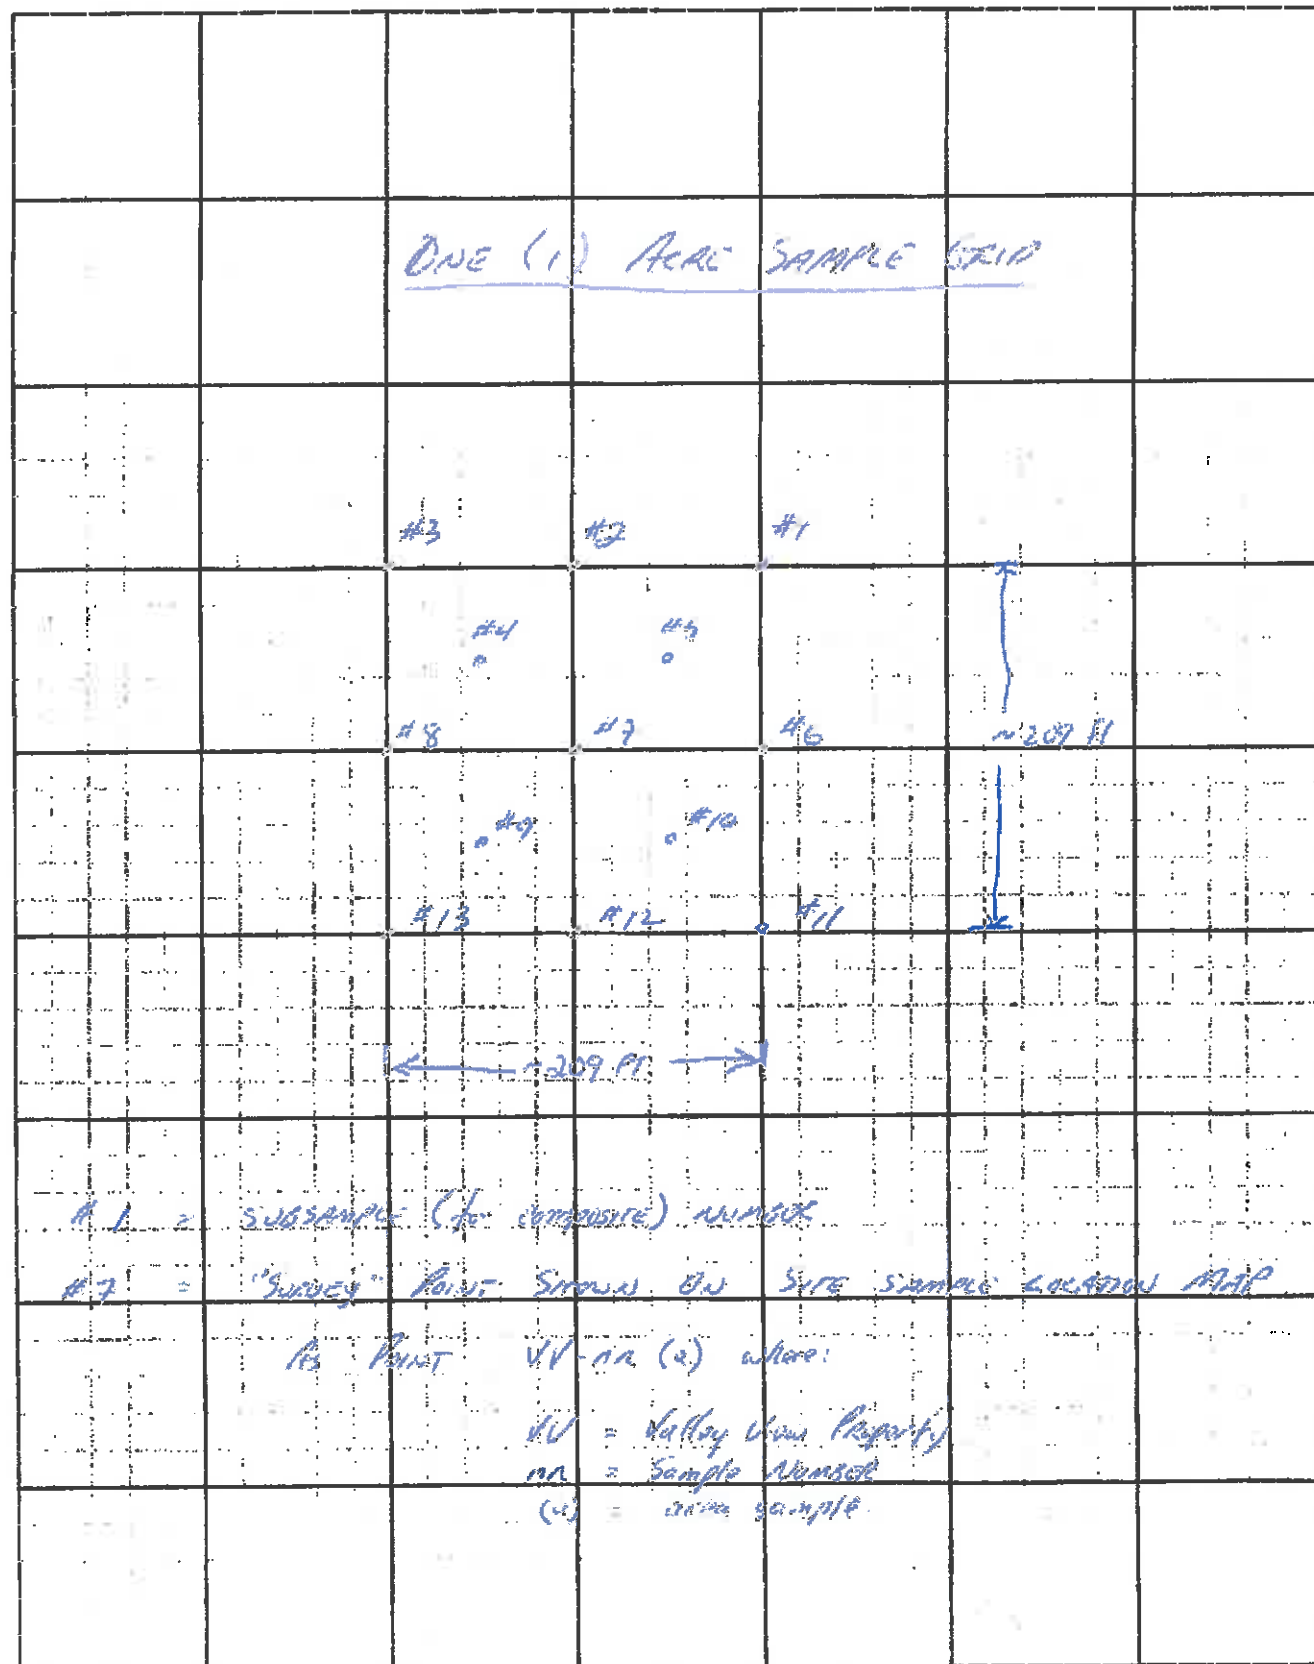 ONE (1) ACRE SAMPLE GRID
#3 #2 #1
#4 #5
#8 #7 #6 ~209 Ft
#9 #10
#13 #12 #11
~209 FT
#1 = SUBSAMPLE (for composite) NUMBER
#7 = "SURVEY" POINT SHOWN ON SITE SAMPLE LOCATION MAP
AS POINT VV-nn (a) where:
VV = Valley View Property
nn = Sample Number
(a) = area sample